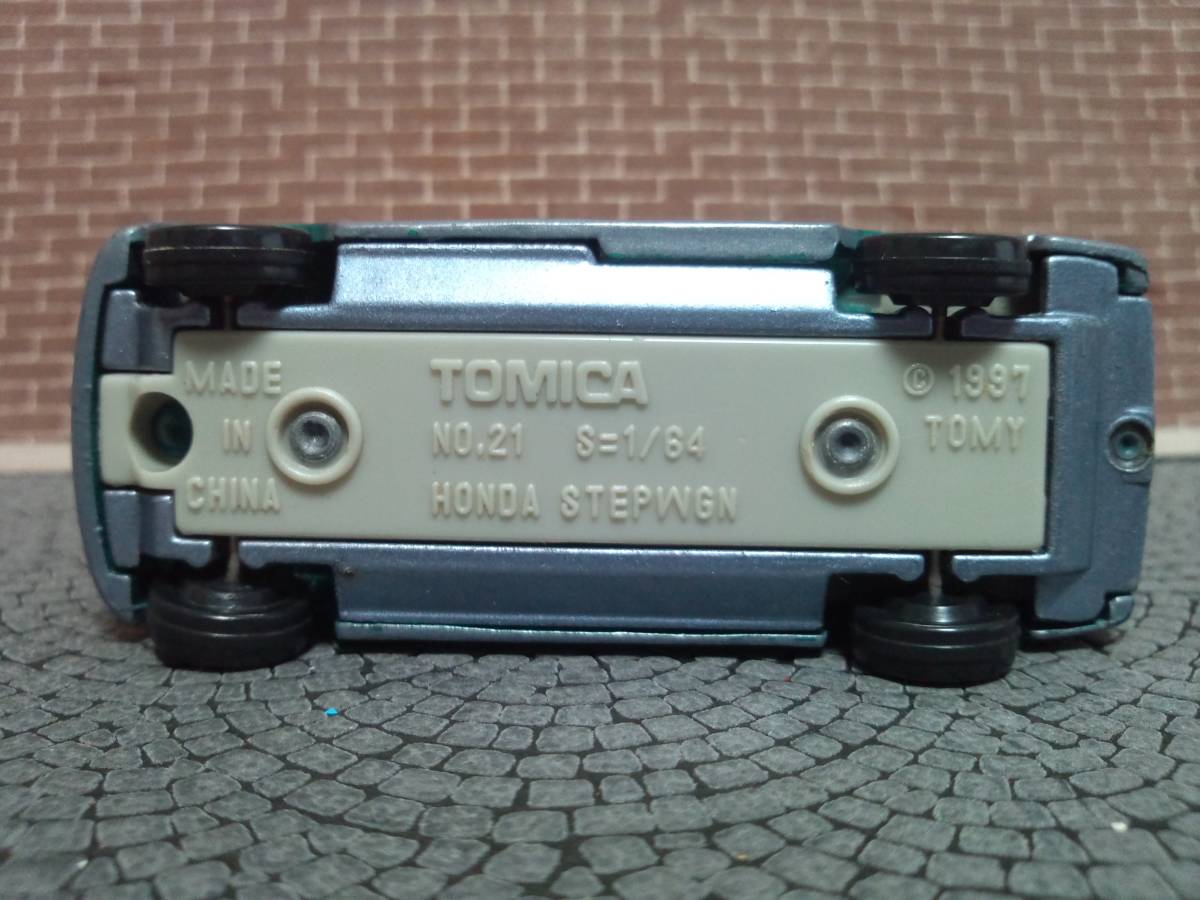 MADE
IN
CHINA
TOMICA
NO.21 S=1/64
HONDA STEPWGN
© 1997
TOMY